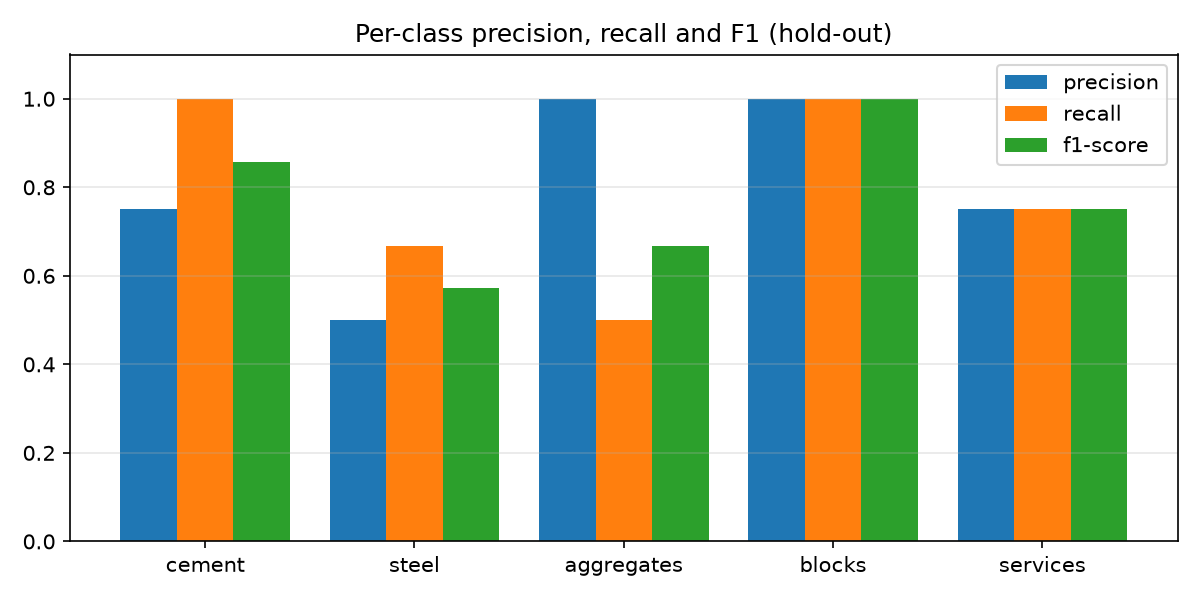 Per-class precision, recall and F1 (hold-out)
precision
recall
f1-score
1.0
0.8
0.6
0.4
0.2
0.0
cement steel aggregates blocks services